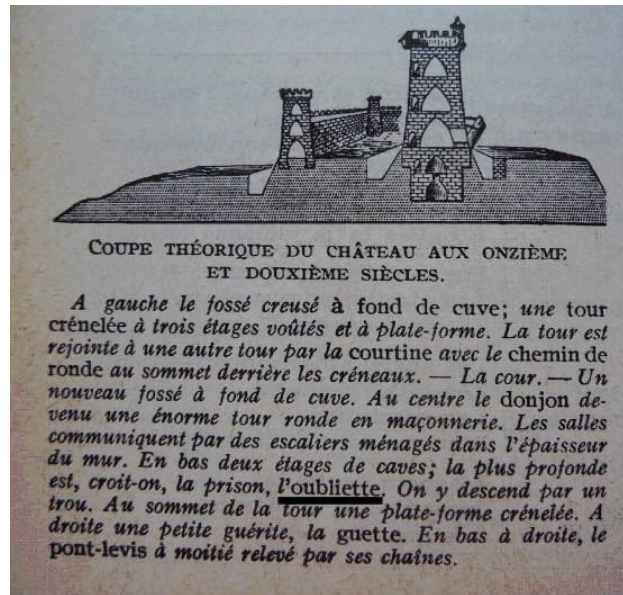 COUPE THÉORIQUE DU CHÂTEAU AUX ONZIÈME
ET DOUXIÈME SIÈCLES.
A gauche le fossé creusé à fond de cuve; une tour
crénelée à trois étages voûtés et à plate-forme. La tour est
rejointe à une autre tour par la courtine avec le chemin de
ronde au sommet derrière les créneaux. — La cour. — Un
nouveau fossé à fond de cuve. Au centre le donjon de-
venu une énorme tour ronde en maçonnerie. Les salles
communiquent par des escaliers ménagés dans l'épaisseur
du mur. En bas deux étages de caves; la plus profonde
est, croit-on, la prison, l'oubliette. On y descend par un
trou. Au sommet de la tour une plate-forme crénelée. A
droite une petite guérite, la guette. En bas à droite, le
pont-levis à moitié relevé par ses chaînes.